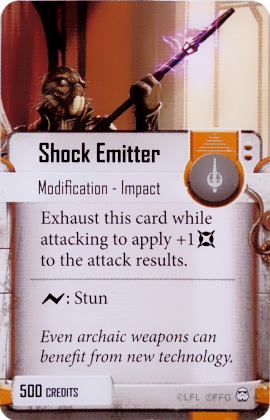 Shock Emitter
Modification - Impact
Exhaust this card while
attacking to apply +1
to the attack results.
: Stun
Even archaic weapons can
benefit from new technology.
500 CREDITS
©LFL ©FFG